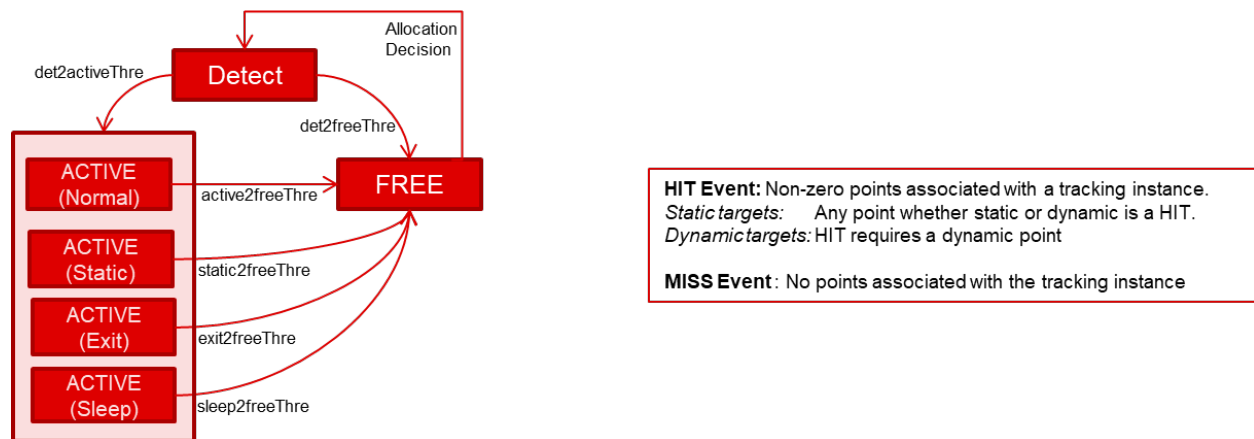 Allocation
Decision
Detect
det2activeThre
det2freeThre
ACTIVE
(Normal)
active2freeThre
FREE
ACTIVE
(Static)
static2freeThre
ACTIVE
(Exit)
exit2freeThre
ACTIVE
(Sleep)
sleep2freeThre
HIT Event: Non-zero points associated with a tracking instance.
Static targets: Any point whether static or dynamic is a HIT.
Dynamic targets: HIT requires a dynamic point
MISS Event : No points associated with the tracking instance